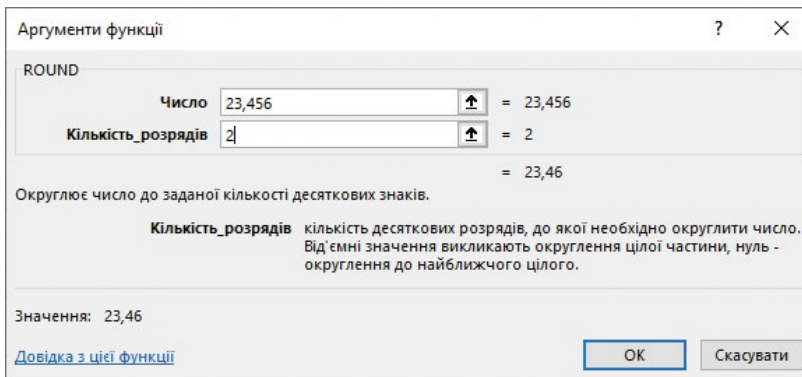 Аргументи функції ? ×
ROUND
Число 23,456 = 23,456
Кількість_розрядів 2 = 2
= 23,46
Округлює число до заданої кількості десяткових знаків.
Кількість_розрядів кількість десяткових розрядів, до якої необхідно округлити число.
Від'ємні значення викликають округлення цілої частини, нуль -
округлення до найближчого цілого.
Значення: 23,46
Довідка з цієї функції OK Скасувати